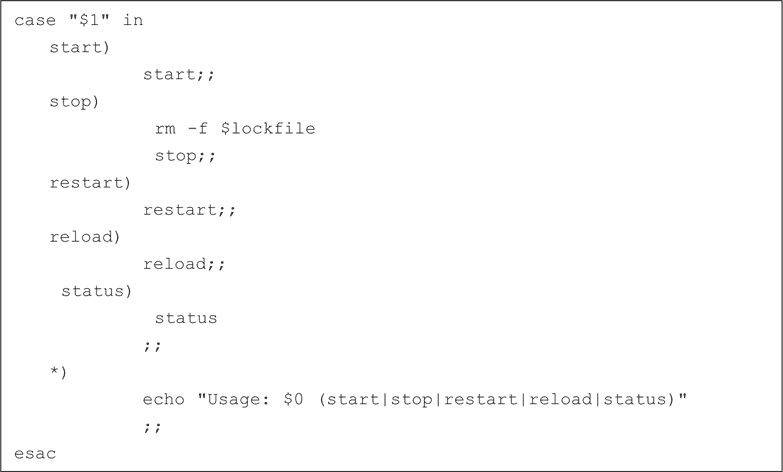 case "$1" in
start)
start;;
stop)
rm -f $lockfile
stop;;
restart)
restart;;
reload)
reload;;
status)
status
;;
*)
echo "Usage: $0 (start|stop|restart|reload|status)"
;;
esac